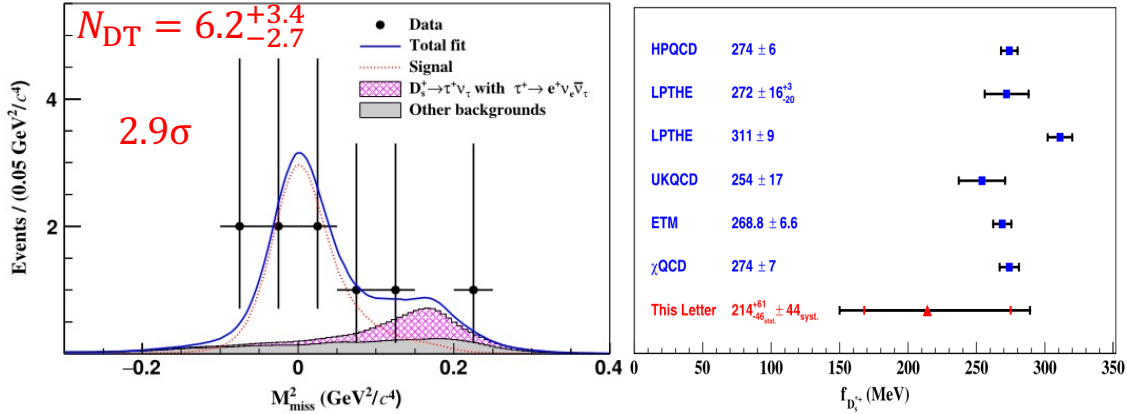 N_DT = 6.2^{+3.4}_{-2.7}
2.9σ
Data
Total fit
Signal
D_s^+→τ^+ν_τ with τ^+→ e^+ν_e ν̅_τ
Other backgrounds
Events / (0.05 GeV²/c⁴)
4
2
−0.2 0 0.2 0.4
M²_miss (GeV²/c⁴)
HPQCD 274 ± 6
LPTHE 272 ± 16^{+3}_{-20}
LPTHE 311 ± 9
UKQCD 254 ± 17
ETM 268.8 ± 6.6
χQCD 274 ± 7
This Letter 214^{+61}_{-46 stat.} ± 44_syst.
0 50 100 150 200 250 300 350
f_{D_s^{*+}} (MeV)